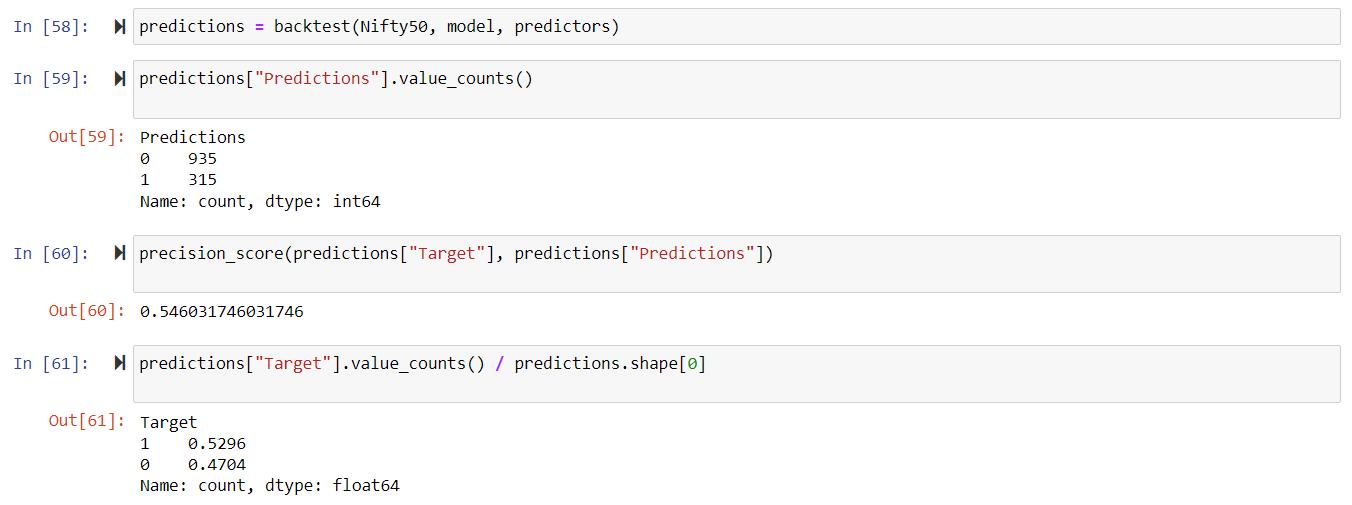 In [58]: predictions = backtest(Nifty50, model, predictors)
In [59]: predictions["Predictions"].value_counts()
Out[59]: Predictions
0    935
1    315
Name: count, dtype: int64
In [60]: precision_score(predictions["Target"], predictions["Predictions"])
Out[60]: 0.546031746031746
In [61]: predictions["Target"].value_counts() / predictions.shape[0]
Out[61]: Target
1    0.5296
0    0.4704
Name: count, dtype: float64